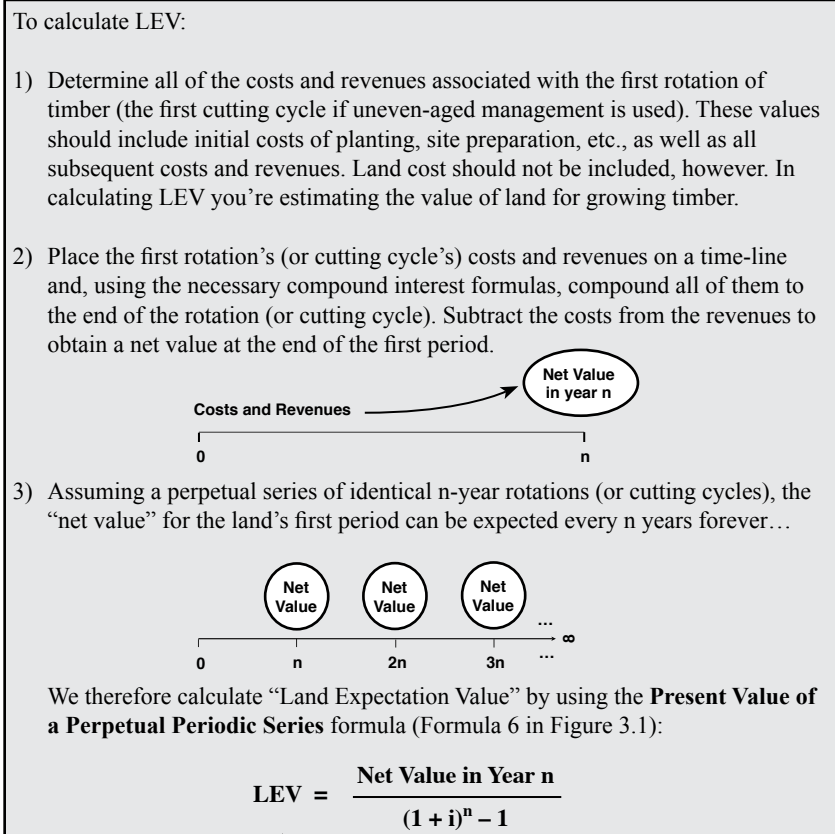 To calculate LEV:
1) Determine all of the costs and revenues associated with the first rotation of
timber (the first cutting cycle if uneven-aged management is used). These values
should include initial costs of planting, site preparation, etc., as well as all
subsequent costs and revenues. Land cost should not be included, however. In
calculating LEV you’re estimating the value of land for growing timber.
2) Place the first rotation’s (or cutting cycle’s) costs and revenues on a time-line
and, using the necessary compound interest formulas, compound all of them to
the end of the rotation (or cutting cycle). Subtract the costs from the revenues to
obtain a net value at the end of the first period.
Net Value
in year n
Costs and Revenues
0 n
3) Assuming a perpetual series of identical n-year rotations (or cutting cycles), the
“net value” for the land’s first period can be expected every n years forever…
Net Net Net
Value Value Value
...
∞
0 n 2n 3n ...
We therefore calculate “Land Expectation Value” by using the Present Value of
a Perpetual Periodic Series formula (Formula 6 in Figure 3.1):
Net Value in Year n
LEV =
(1 + i)ⁿ – 1